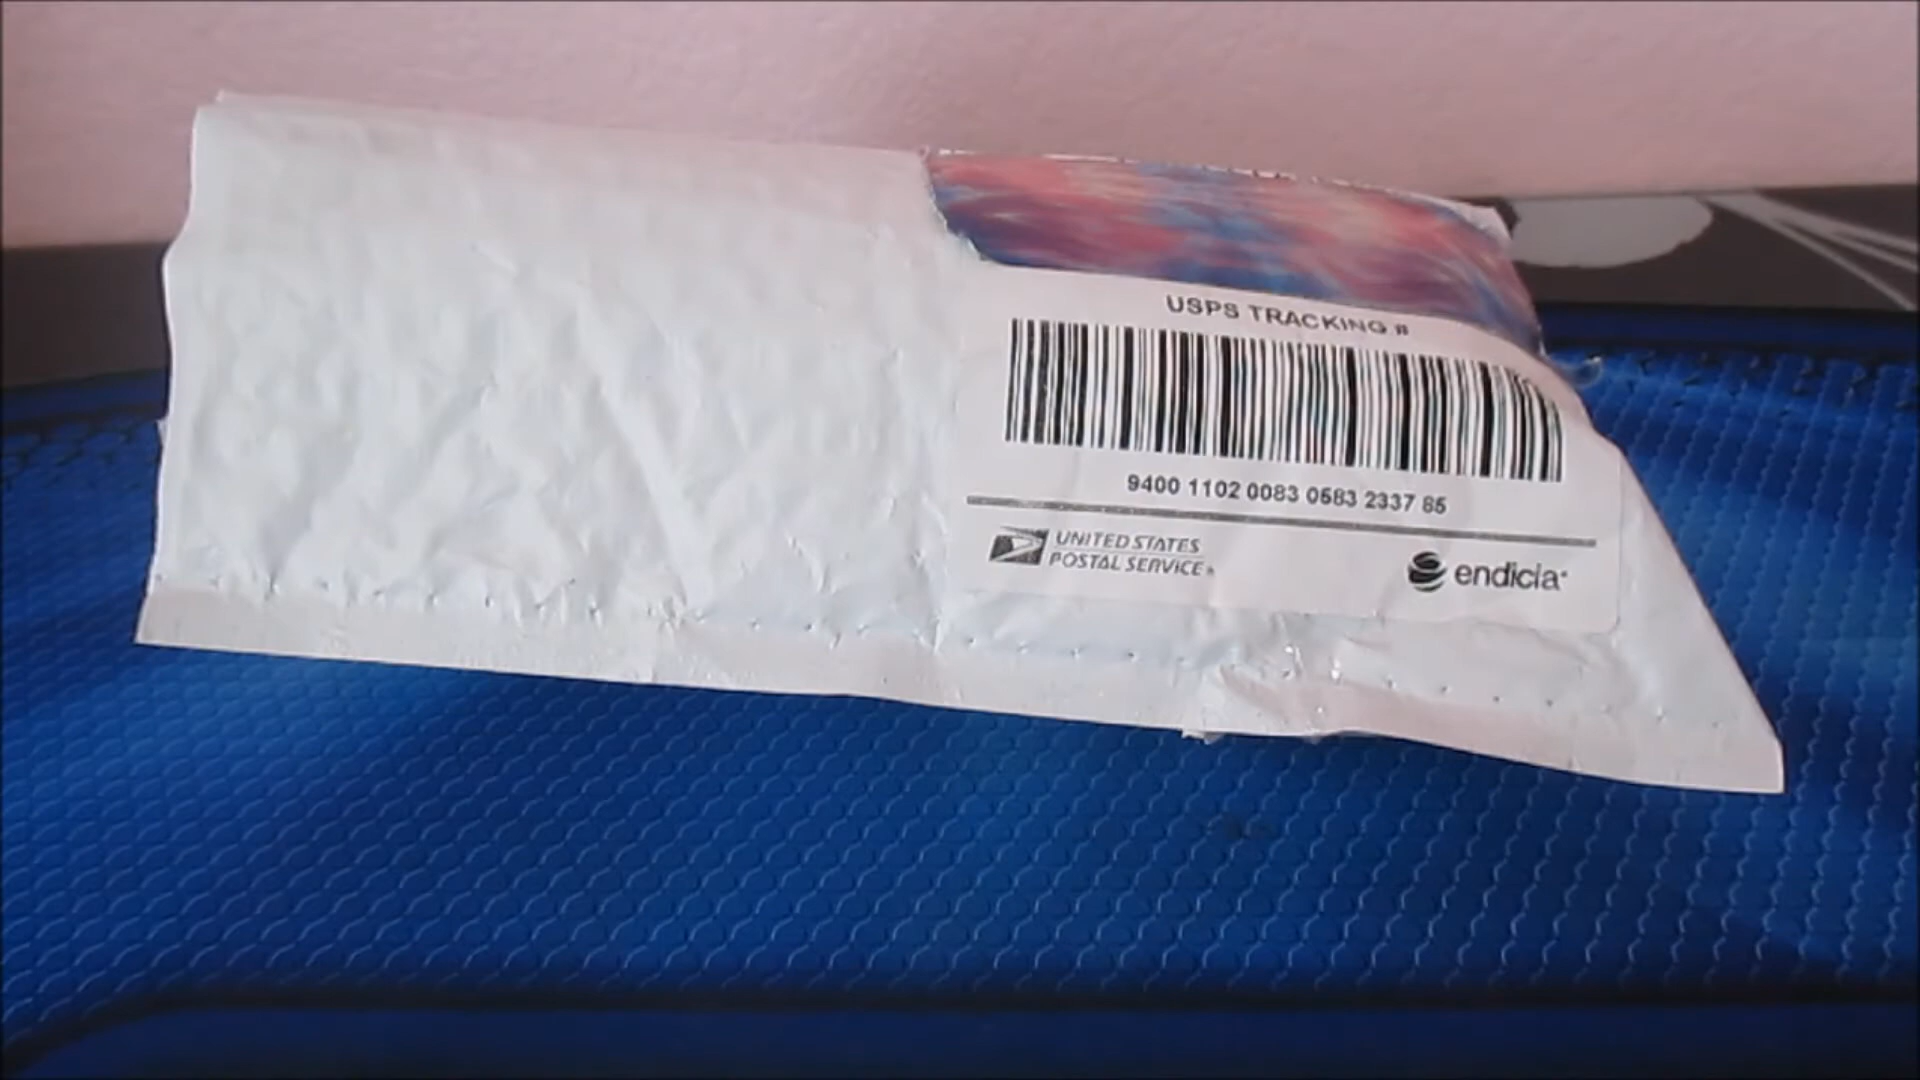 USPS TRACKING #
9400 1102 0083 0583 2337 85
UNITED STATES
POSTAL SERVICE®
endicia®